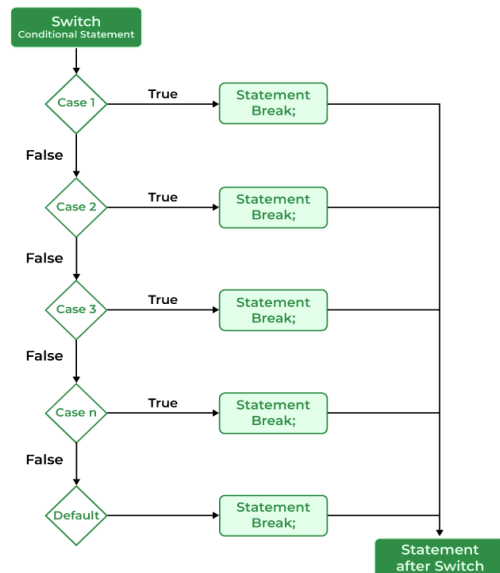 Switch
Conditional Statement
Case 1
True
Statement
Break;
False
Case 2
True
Statement
Break;
False
Case 3
True
Statement
Break;
False
Case n
True
Statement
Break;
False
Default
Statement
Break;
Statement
after Switch